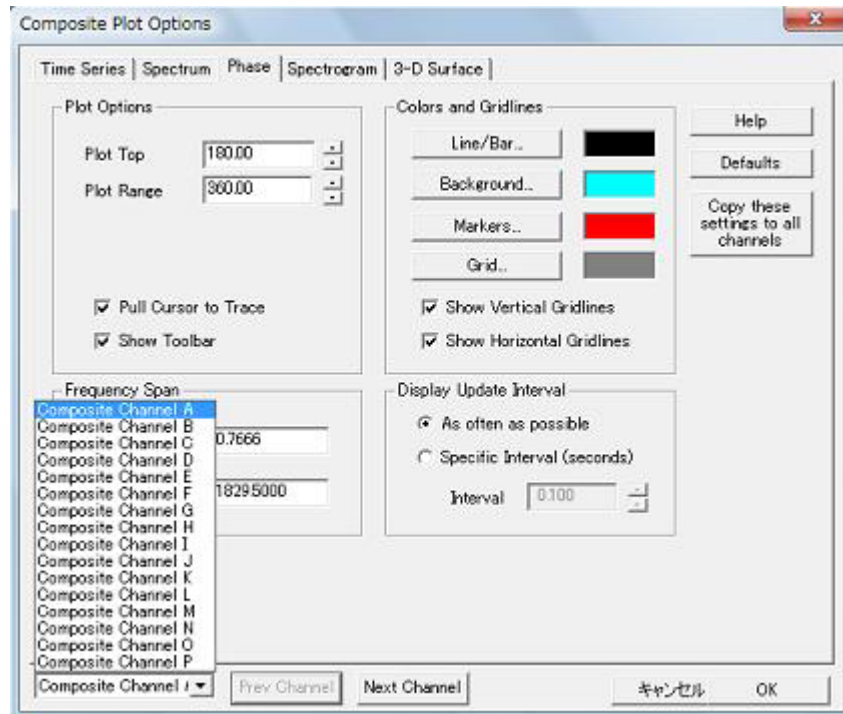 Composite Plot Options
Time Series Spectrum Phase Spectrogram 3-D Surface
Plot Options
Plot Top 180.00
Plot Range 360.00
Pull Cursor to Trace
Show Toolbar
Colors and Gridlines
Line/Bar...
Background...
Markers...
Grid...
Show Vertical Gridlines
Show Horizontal Gridlines
Help
Defaults
Copy these
settings to all
channels
Frequency Span
0.7666
18295000
Display Update Interval
As often as possible
Specific Interval (seconds)
Interval 0.100
Composite Channel A
Composite Channel B
Composite Channel C
Composite Channel D
Composite Channel E
Composite Channel F
Composite Channel G
Composite Channel H
Composite Channel I
Composite Channel J
Composite Channel K
Composite Channel L
Composite Channel M
Composite Channel N
Composite Channel O
Composite Channel P
Composite Channel
Prev Channel
Next Channel
キャンセル
OK